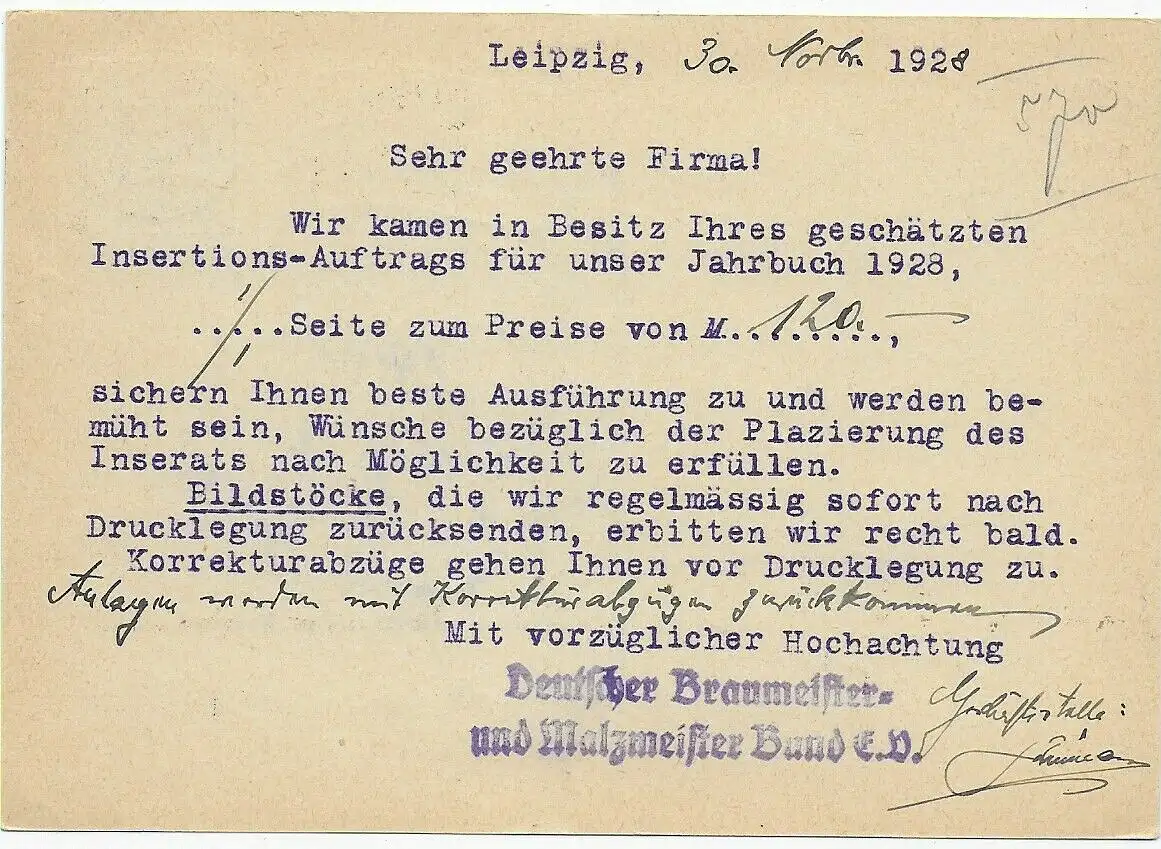 Leipzig, 30. Novbr. 1928
570
Sehr geehrte Firma!
Wir kamen in Besitz Ihres geschätzten
Insertions-Auftrags für unser Jahrbuch 1928,
1/1 Seite zum Preise von M. 120.—,
sichern Ihnen beste Ausführung zu und werden be-
müht sein, Wünsche bezüglich der Plazierung des
Inserats nach Möglichkeit zu erfüllen.
Bildstöcke, die wir regelmässig sofort nach
Drucklegung zurücksenden, erbitten wir recht bald.
Korrekturabzüge gehen Ihnen vor Drucklegung zu.
Anlagen werden mit Korrekturabzügen zurückkommen
Mit vorzüglicher Hochachtung
Deutscher Braumeister-
und Malzmeister Bund E.V.
Geschäftsstelle: